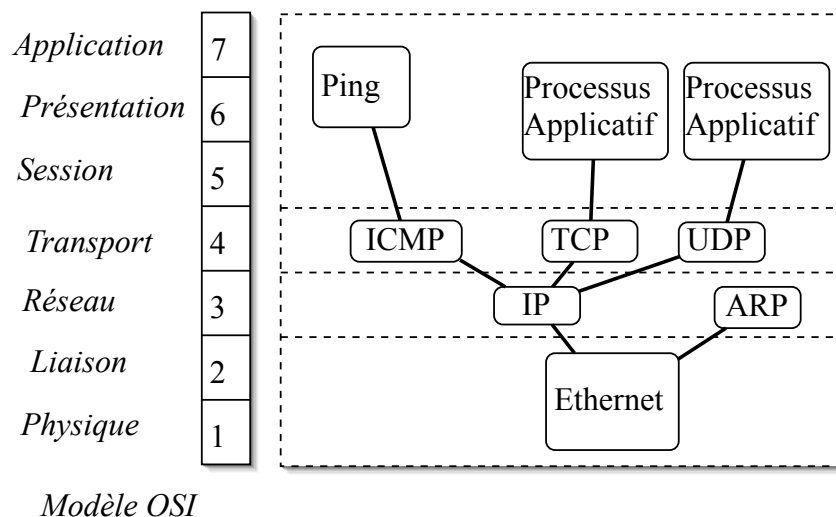 Application 7
Présentation 6
Session 5
Transport 4
Réseau 3
Liaison 2
Physique 1
Modèle OSI
Ping
Processus
Applicatif
Processus
Applicatif
ICMP
TCP
UDP
IP
ARP
Ethernet